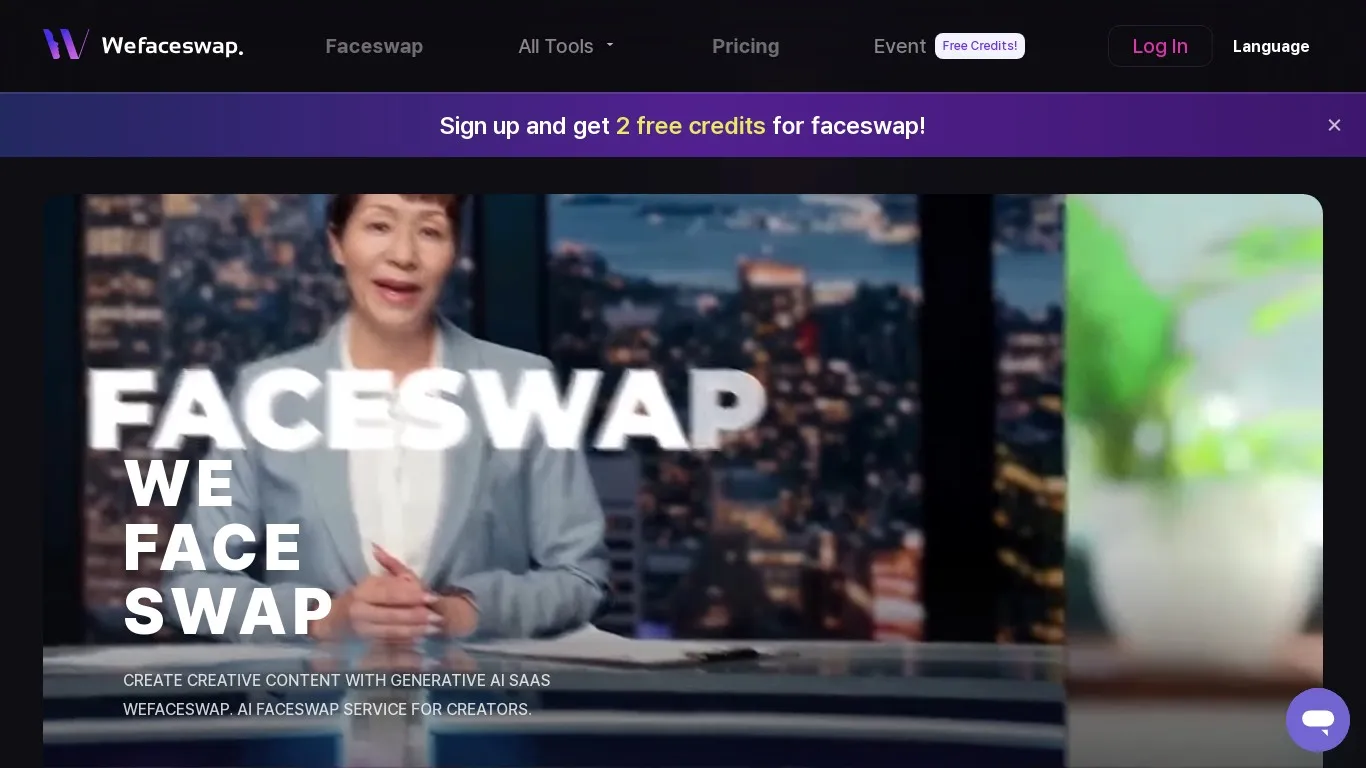 Wefaceswap.
Faceswap
All Tools
Pricing
Event
Free Credits!
Log In
Language
Sign up and get 2 free credits for faceswap!
FACESWAP
WE
FACE
SWAP
CREATE CREATIVE CONTENT WITH GENERATIVE AI SAAS
WEFACESWAP. AI FACESWAP SERVICE FOR CREATORS.